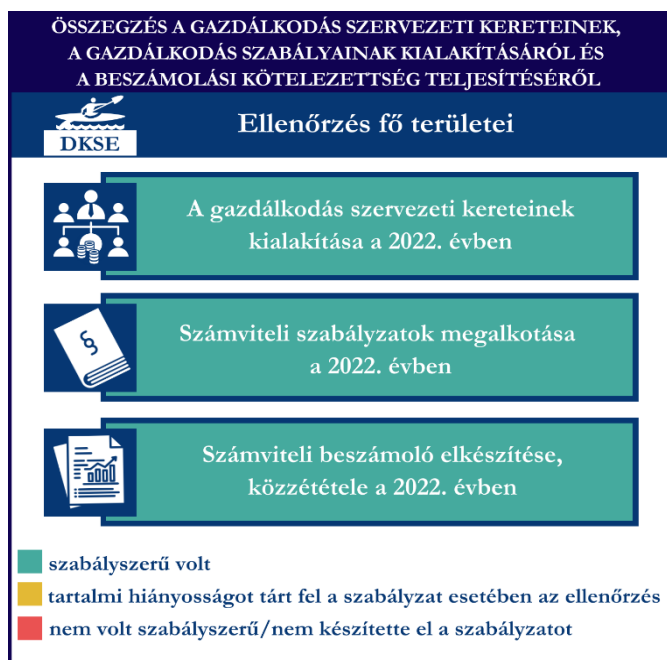 ÖSSZEGZÉS A GAZDÁLKODÁS SZERVEZETI KERETEINEK,
A GAZDÁLKODÁS SZABÁLYAINAK KIALAKÍTÁSÁRÓL ÉS
A BESZÁMOLÁSI KÖTELEZETTSÉG TELJESÍTÉSÉRŐL
DKSE
Ellenőrzés fő területei
A gazdálkodás szervezeti kereteinek
kialakítása a 2022. évben
§
Számviteli szabályzatok megalkotása
a 2022. évben
Számviteli beszámoló elkészítése,
közzététele a 2022. évben
szabályszerű volt
tartalmi hiányosságot tárt fel a szabályzat esetében az ellenőrzés
nem volt szabályszerű/nem készítette el a szabályzatot